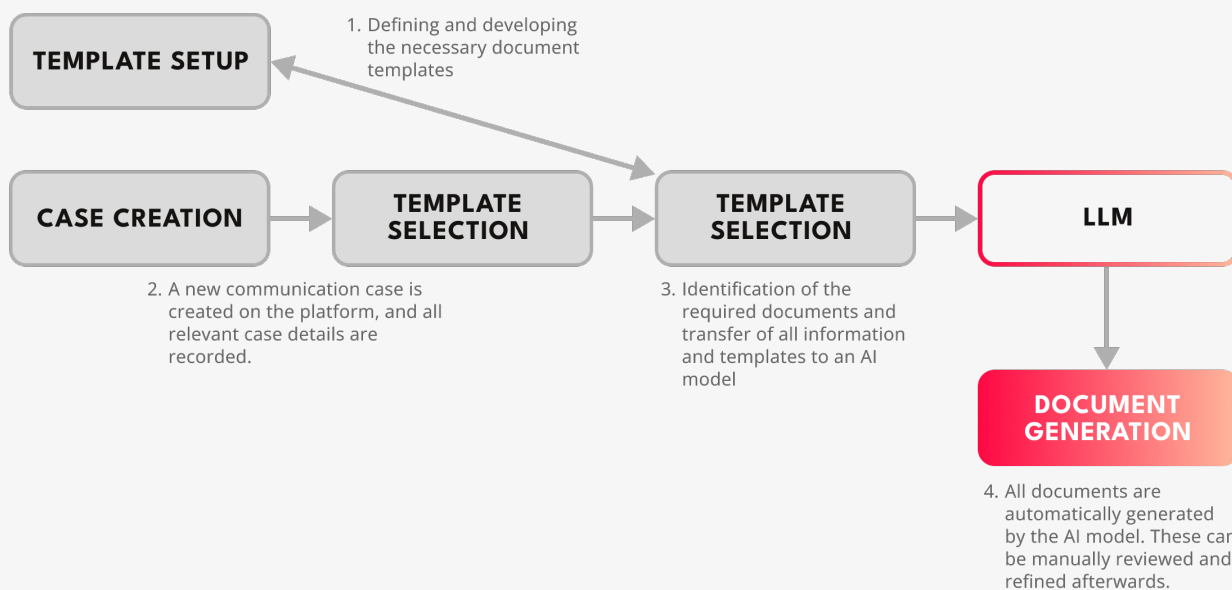 TEMPLATE SETUP
1. Defining and developing
the necessary document
templates
CASE CREATION
TEMPLATE
SELECTION
TEMPLATE
SELECTION
LLM
2. A new communication case is
created on the platform, and all
relevant case details are
recorded.
3. Identification of the
required documents and
transfer of all information
and templates to an AI
model
DOCUMENT
GENERATION
4. All documents are
automatically generated
by the AI model. These can
be manually reviewed and
refined afterwards.